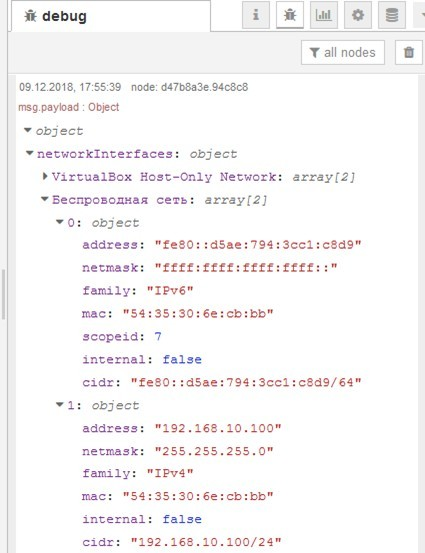 debug
all nodes
09.12.2018, 17:55:39 node: d47b8a3e.94c8c8
msg.payload : Object
object
networkInterfaces: object
VirtualBox Host-Only Network: array[2]
Беспроводная сеть: array[2]
0: object
address: "fe80::d5ae:794:3cc1:c8d9"
netmask: "ffff:ffff:ffff:ffff::"
family: "IPv6"
mac: "54:35:30:6e:cb:bb"
scopeid: 7
internal: false
cidr: "fe80::d5ae:794:3cc1:c8d9/64"
1: object
address: "192.168.10.100"
netmask: "255.255.255.0"
family: "IPv4"
mac: "54:35:30:6e:cb:bb"
internal: false
cidr: "192.168.10.100/24"